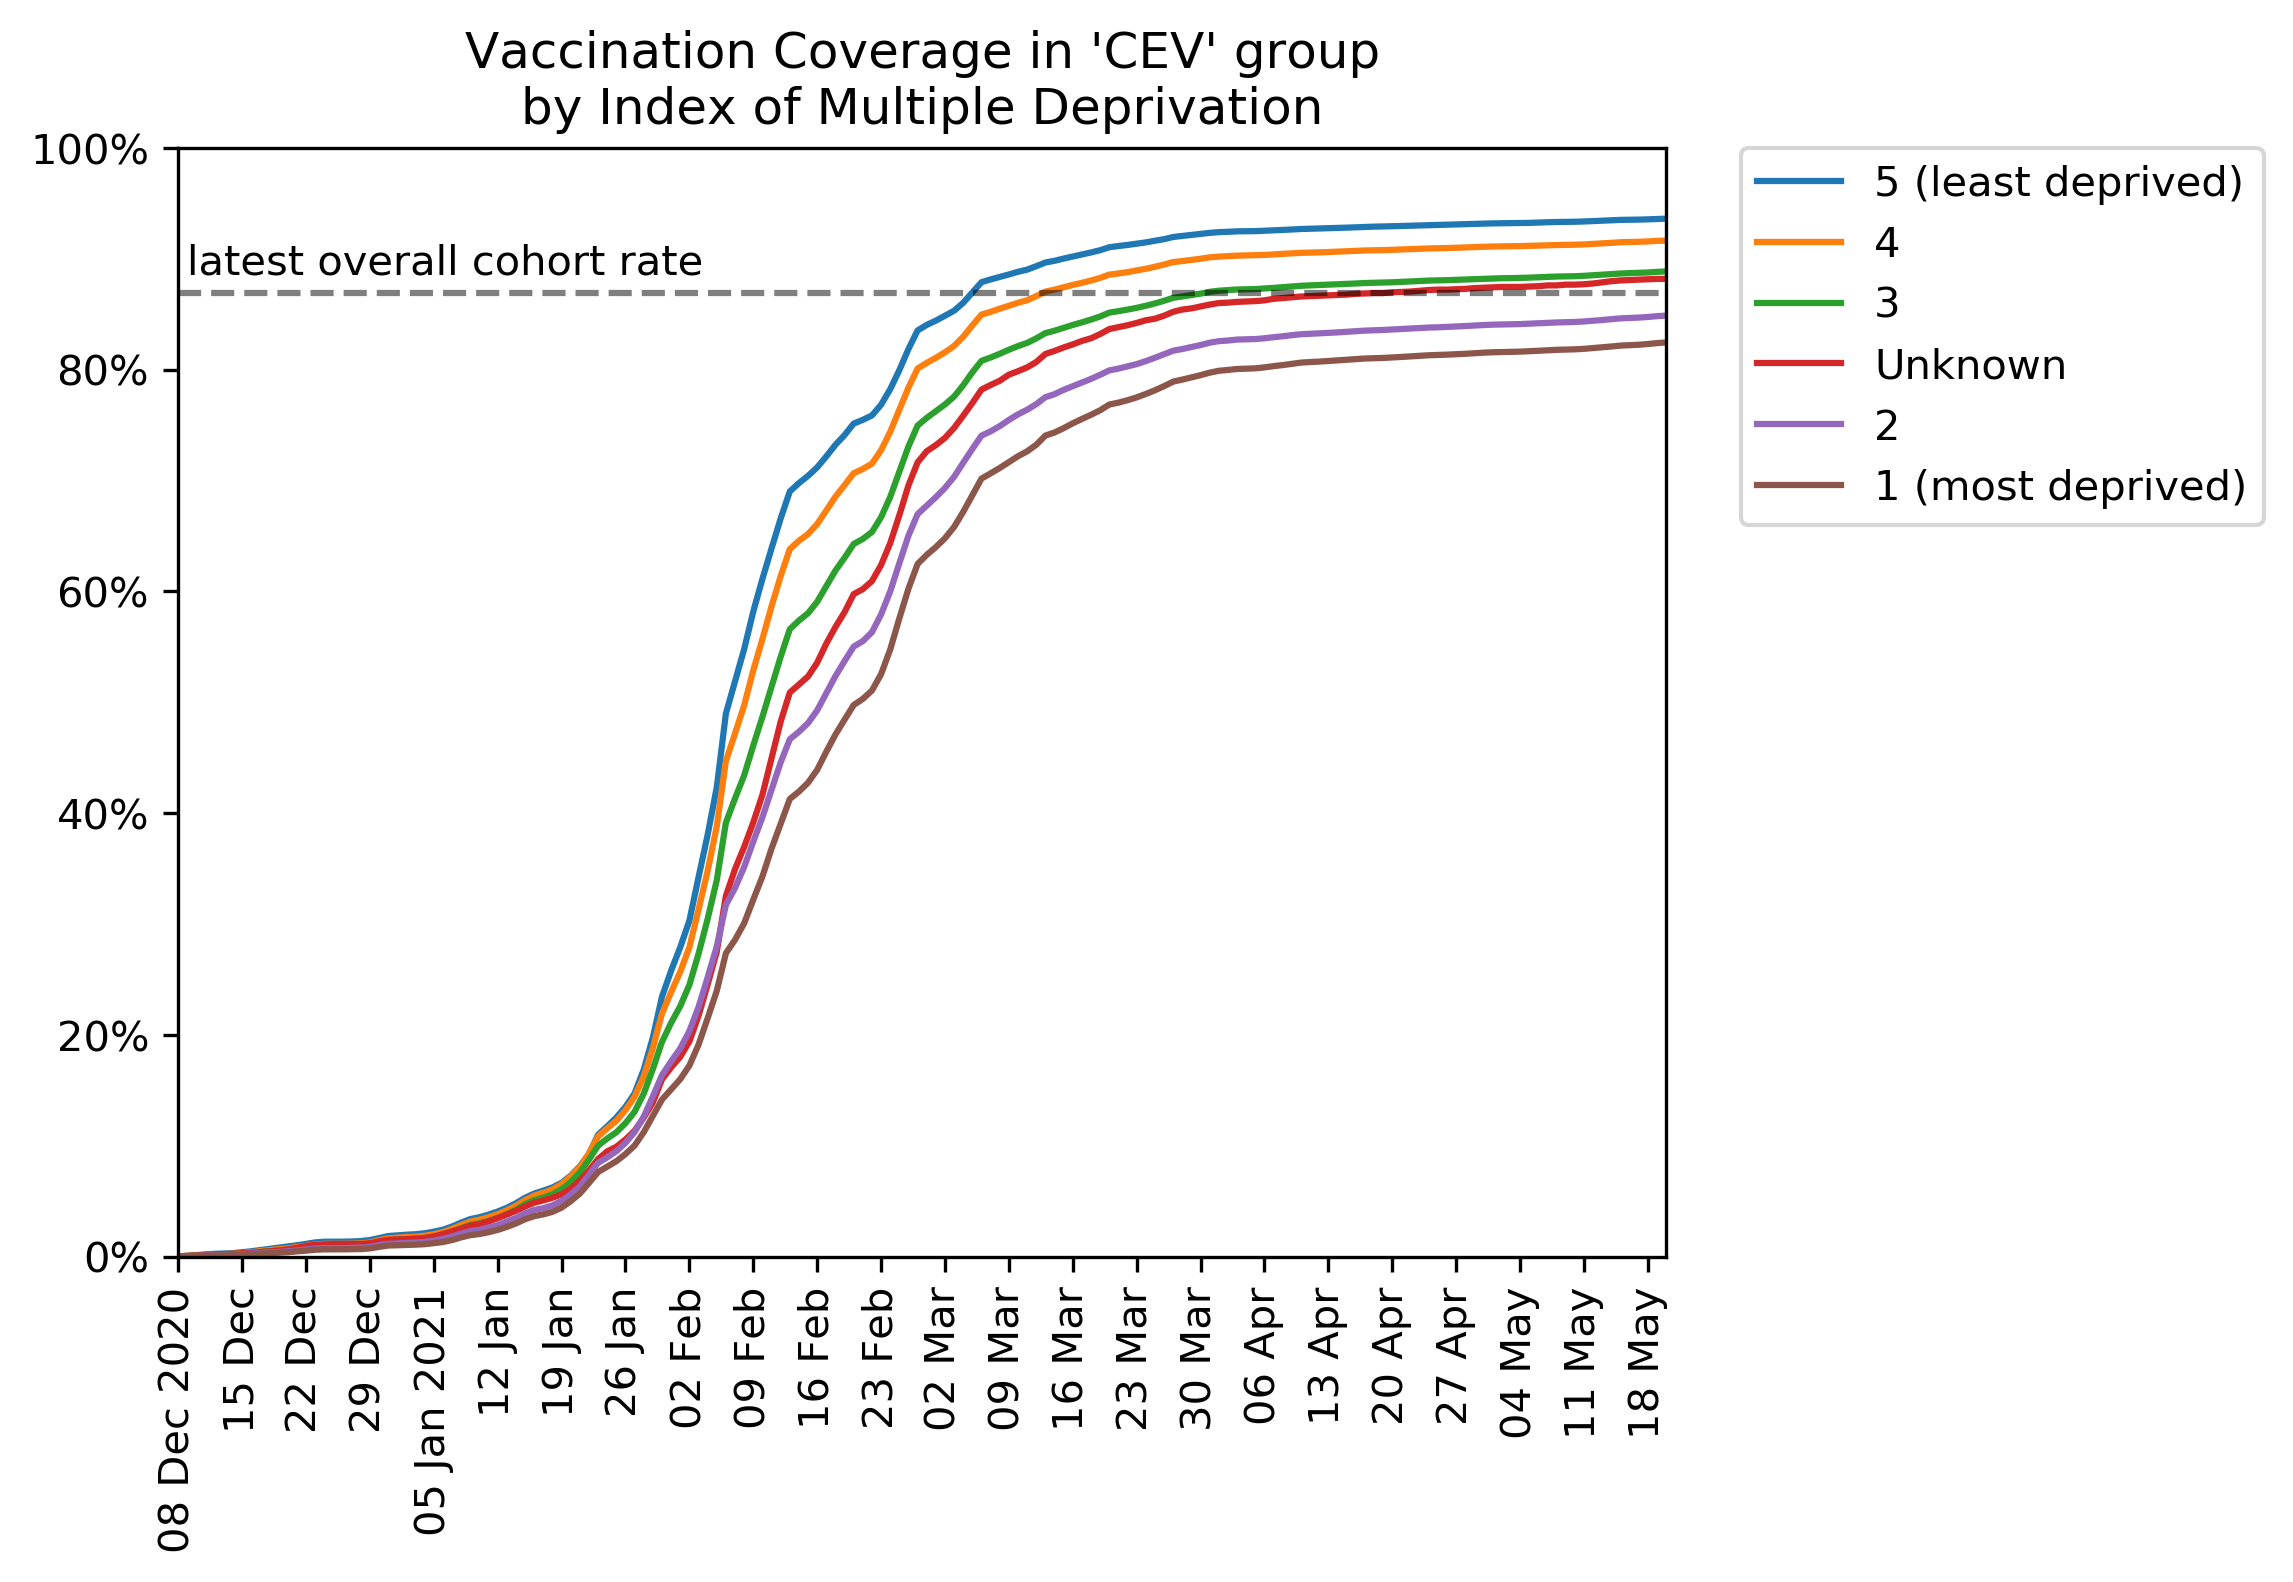 Vaccination Coverage in 'CEV' group
by Index of Multiple Deprivation
100%
80%
60%
40%
20%
0%
latest overall cohort rate
08 Dec 2020
15 Dec
22 Dec
29 Dec
05 Jan 2021
12 Jan
19 Jan
26 Jan
02 Feb
09 Feb
16 Feb
23 Feb
02 Mar
09 Mar
16 Mar
23 Mar
30 Mar
06 Apr
13 Apr
20 Apr
27 Apr
04 May
11 May
18 May
5 (least deprived)
4
3
Unknown
2
1 (most deprived)